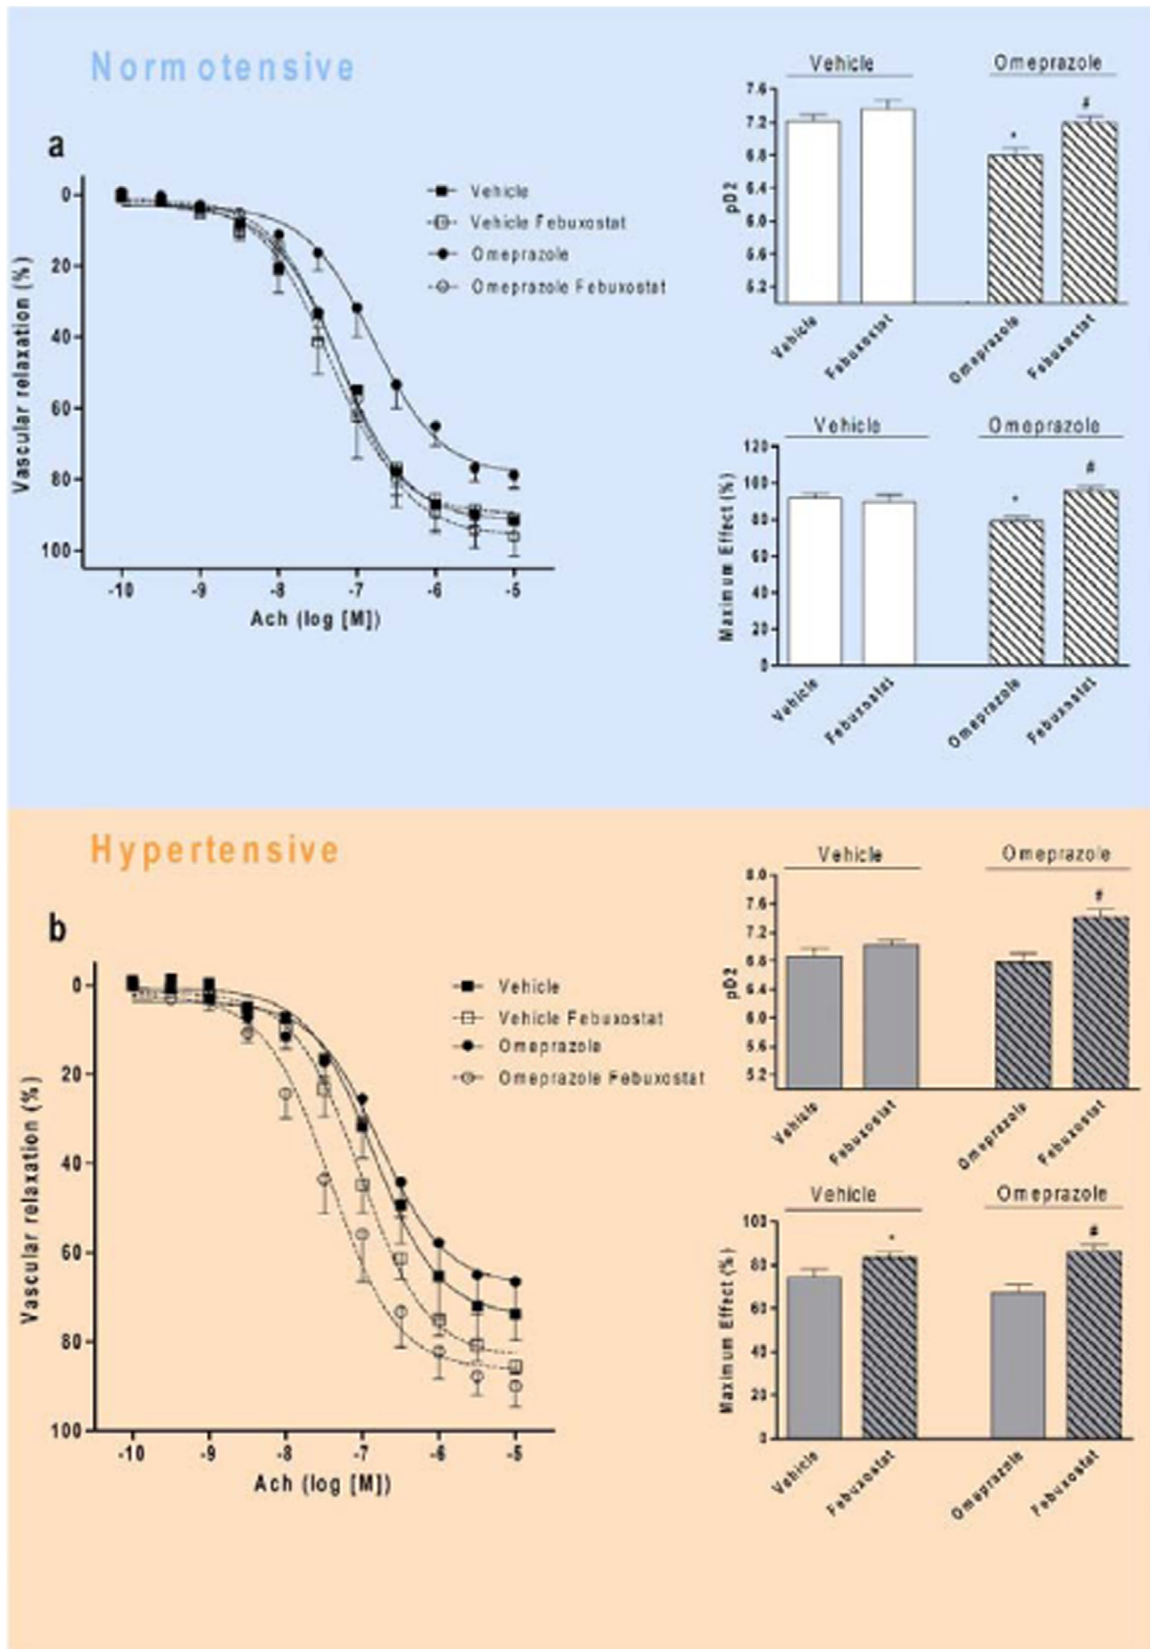 Normotensive
a
Vehicle
Vehicle Febuxostat
Omeprazole
Omeprazole Febuxostat
Vascular relaxation (%)
0
20
40
60
80
100
-10 -9 -8 -7 -6 -5
Ach (log [M])
Vehicle Omeprazole
pD2
7.6
7.2
6.8
6.4
6.0
5.6
5.2
* #
Vehicle Febuxostat Omeprazole Febuxostat
Vehicle Omeprazole
Maximum Effect (%)
120
100
80
60
40
20
0
* #
Vehicle Febuxostat Omeprazole Febuxostat
Hypertensive
b
Vehicle
Vehicle Febuxostat
Omeprazole
Omeprazole Febuxostat
Vascular relaxation (%)
0
20
40
60
80
100
-10 -9 -8 -7 -6 -5
Ach (log [M])
Vehicle Omeprazole
pD2
8.0
7.6
7.2
6.8
6.4
6.0
5.6
5.2
#
Vehicle Febuxostat Omeprazole Febuxostat
Vehicle Omeprazole
Maximum Effect (%)
100
80
60
40
20
0
* #
Vehicle Febuxostat Omeprazole Febuxostat